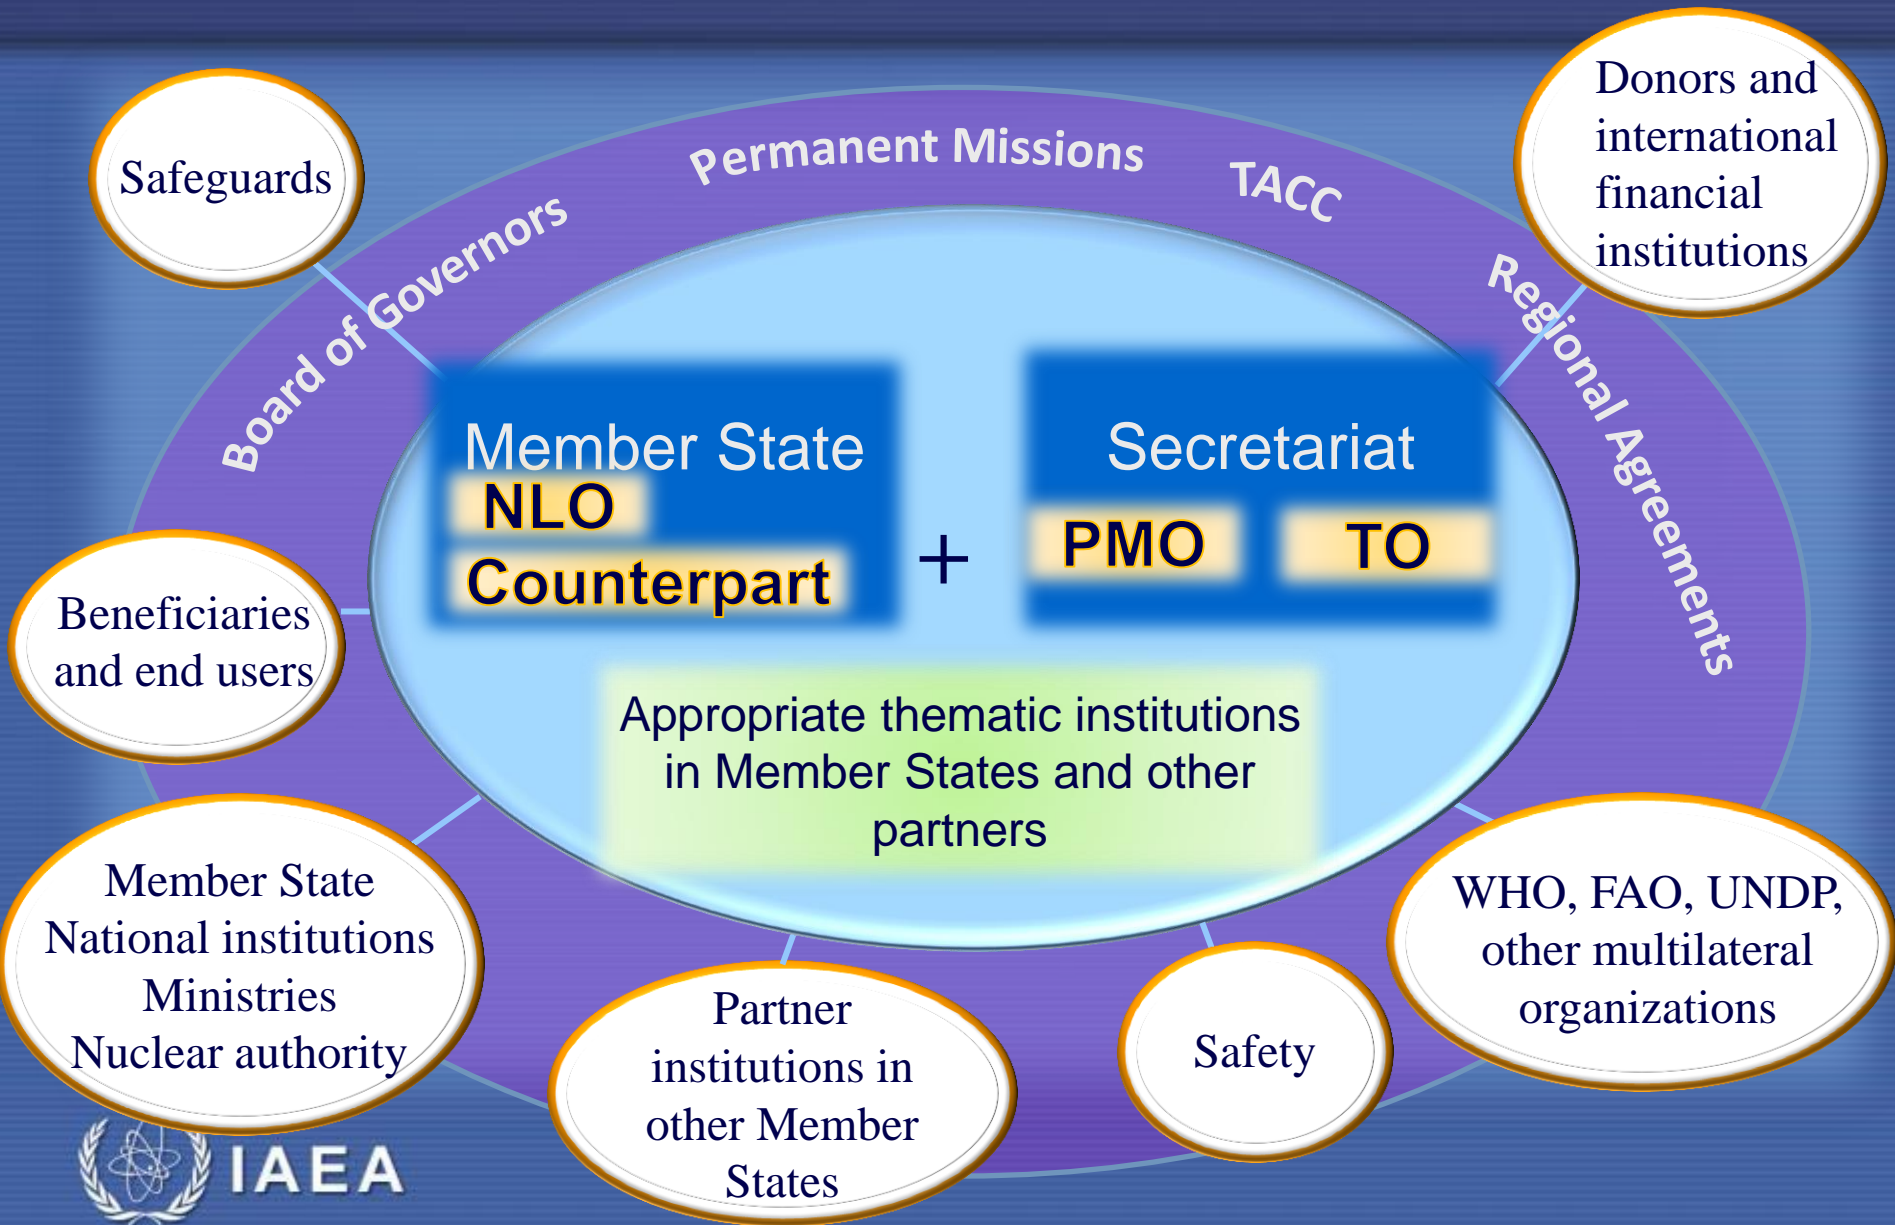 Safeguards
Board of Governors
Permanent Missions
TACC
Regional Agreements
Donors and
international
financial
institutions
Member State
NLO
Counterpart
+
Secretariat
PMO
TO
Appropriate thematic institutions
in Member States and other
partners
Beneficiaries
and end users
Member State
National institutions
Ministries
Nuclear authority
Partner
institutions in
other Member
States
Safety
WHO, FAO, UNDP,
other multilateral
organizations
IAEA